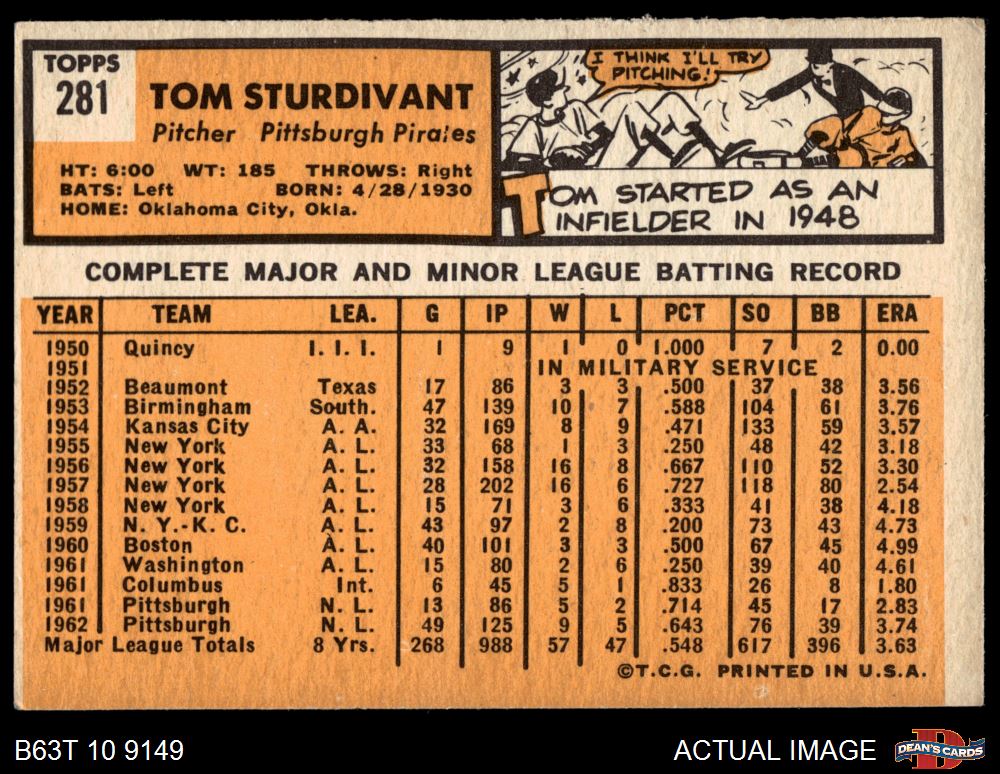 TOPPS
281
TOM STURDIVANT
Pitcher Pittsburgh Pirates
HT: 6:00 WT: 185 THROWS: Right
BATS: Left BORN: 4/28/1930
HOME: Oklahoma City, Okla.
I THINK I'LL TRY
PITCHING!
TOM STARTED AS AN
INFIELDER IN 1948
COMPLETE MAJOR AND MINOR LEAGUE BATTING RECORD
YEAR TEAM LEA. G IP W L PCT SO BB ERA
1950 Quincy I. I. I. 1 9 1 0 1.000 7 2 0.00
1951 IN MILITARY SERVICE
1952 Beaumont Texas 17 86 3 3 .500 37 38 3.56
1953 Birmingham South. 47 139 10 7 .588 104 61 3.76
1954 Kansas City A. A. 32 169 8 9 .471 133 59 3.57
1955 New York A. L. 33 68 1 3 .250 48 42 3.18
1956 New York A. L. 32 158 16 8 .667 110 52 3.30
1957 New York A. L. 28 202 16 6 .727 118 80 2.54
1958 New York A. L. 15 71 3 6 .333 41 38 4.18
1959 N. Y.-K. C. A. L. 43 97 2 8 .200 73 43 4.73
1960 Boston A. L. 40 101 3 3 .500 67 45 4.99
1961 Washington A. L. 15 80 2 6 .250 39 40 4.61
1961 Columbus Int. 6 45 5 1 .833 26 8 1.80
1961 Pittsburgh N. L. 13 86 5 2 .714 45 17 2.83
1962 Pittsburgh N. L. 49 125 9 5 .643 76 39 3.74
Major League Totals 8 Yrs. 268 988 57 47 .548 617 396 3.63
©T.C.G. PRINTED IN U.S.A.
B63T 10 9149 ACTUAL IMAGE DEAN'S CARDS